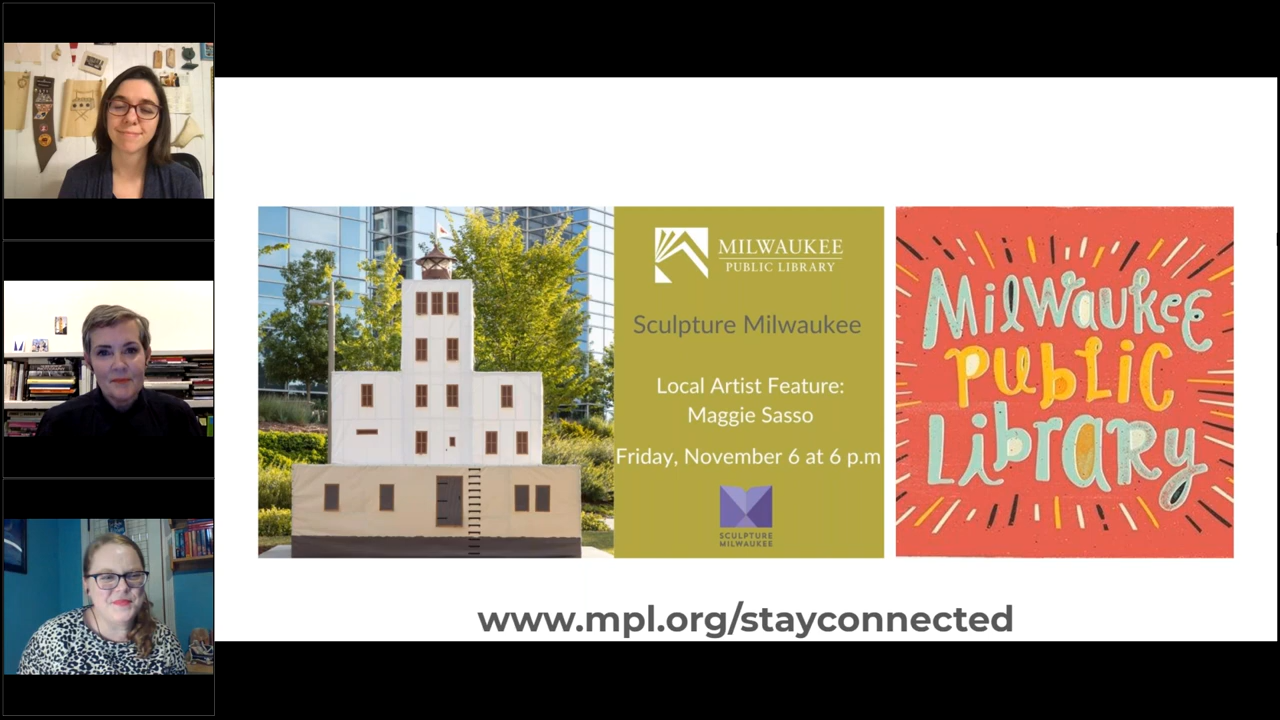 MILWAUKEE
PUBLIC LIBRARY
Sculpture Milwaukee
Local Artist Feature:
Maggie Sasso
Friday, November 6 at 6 p.m
SCULPTURE
MILWAUKEE
Milwaukee
Public
Library
www.mpl.org/stayconnected